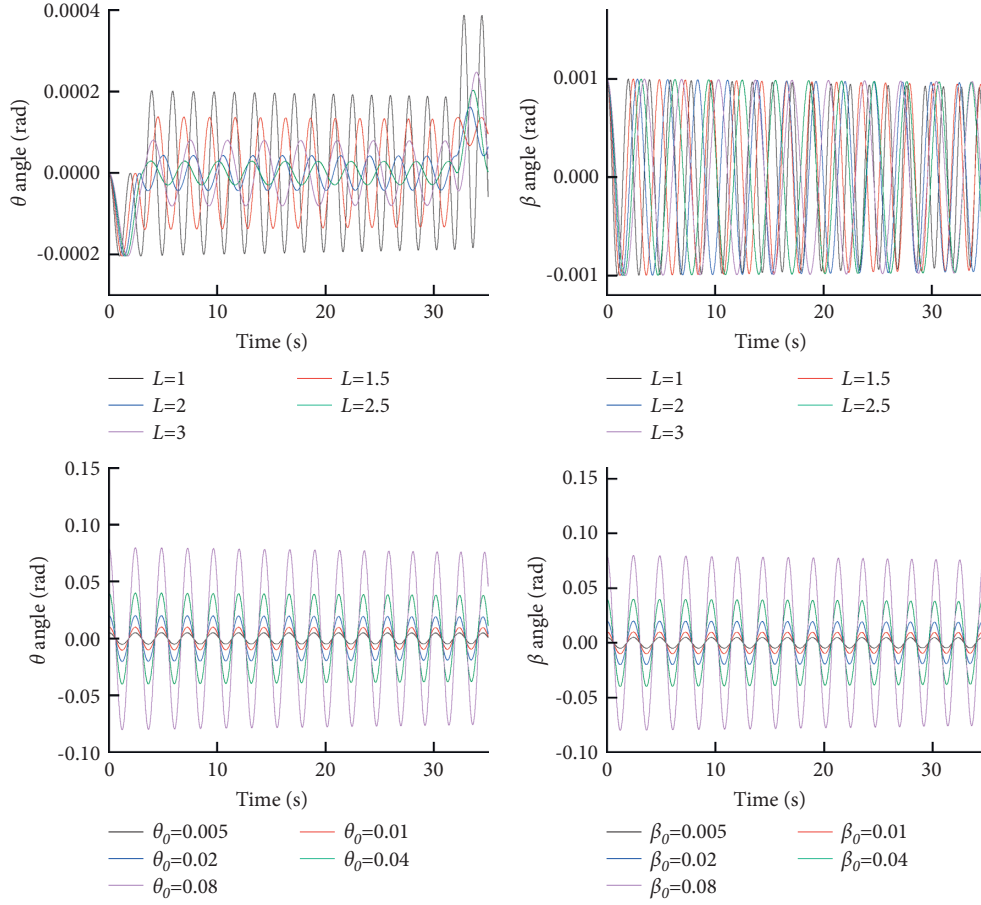 0.0004
0.0002
0.0000
-0.0002
θ angle (rad)
0 10 20 30
Time (s)
L=1 L=1.5
L=2 L=2.5
L=3
0.001
0.000
-0.001
β angle (rad)
0 10 20 30
Time (s)
L=1 L=1.5
L=2 L=2.5
L=3
0.15
0.10
0.05
0.00
-0.05
-0.10
θ angle (rad)
0 10 20 30
Time (s)
θ0=0.005 θ0=0.01
θ0=0.02 θ0=0.04
θ0=0.08
0.15
0.10
0.05
0.00
-0.05
-0.10
β angle (rad)
0 10 20 30
Time (s)
β0=0.005 β0=0.01
β0=0.02 β0=0.04
β0=0.08